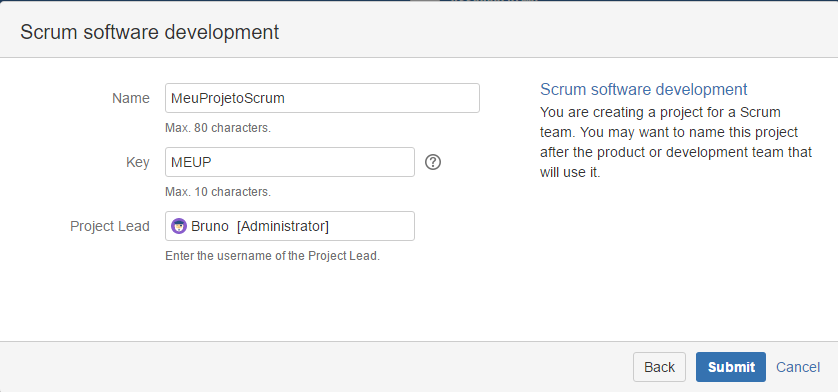 Scrum software development
Name
MeuProjetoScrum
Max. 80 characters.
Key
MEUP
?
Max. 10 characters.
Project Lead
Bruno [Administrator]
Enter the username of the Project Lead.
Scrum software development
You are creating a project for a Scrum
team. You may want to name this project
after the product or development team that
will use it.
Back
Submit
Cancel